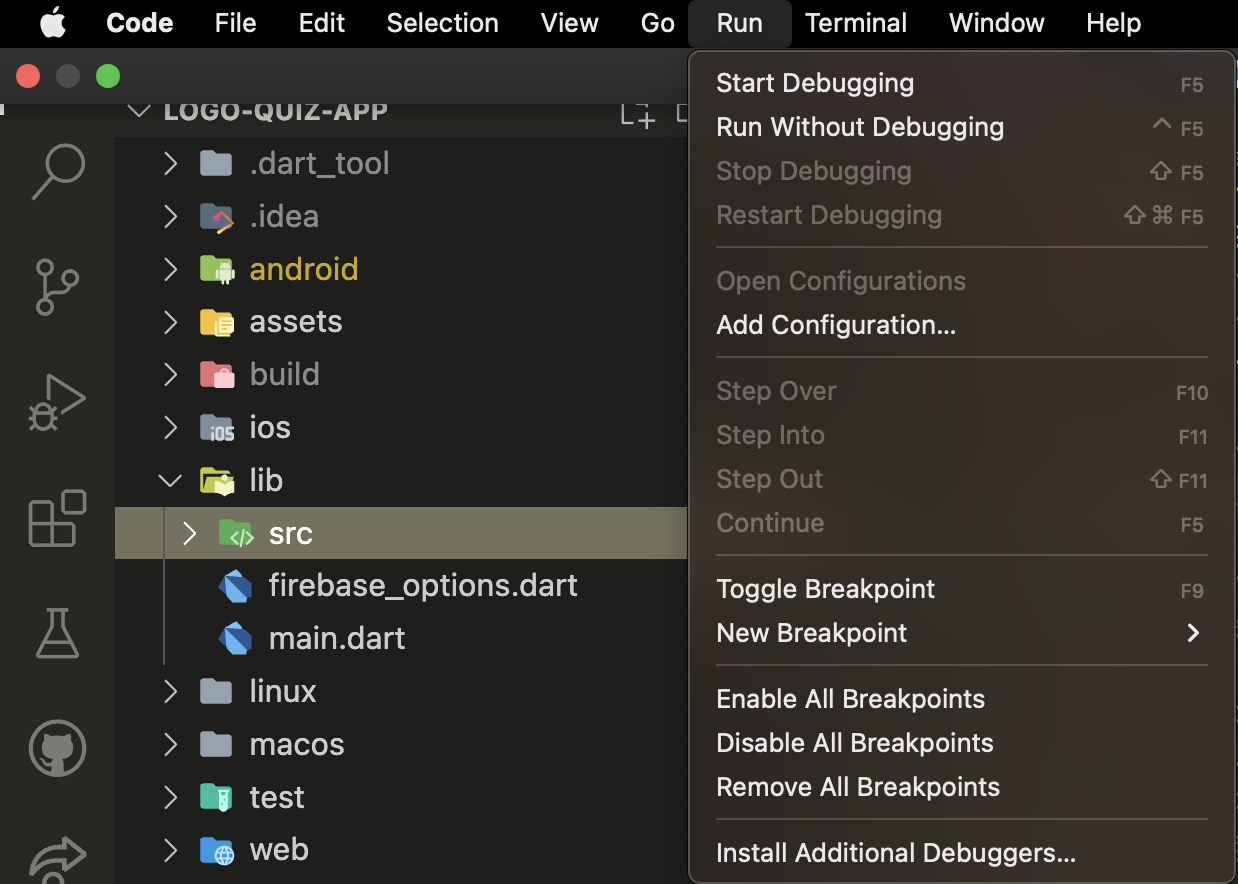 Code File Edit Selection View Go Run Terminal Window Help
LOGO-QUIZ-APP
.dart_tool
.idea
android
assets
build
ios
iOS
lib
src
firebase_options.dart
main.dart
linux
macos
test
web
Start Debugging F5
Run Without Debugging ^ F5
Stop Debugging ⇧ F5
Restart Debugging ⇧ ⌘ F5
Open Configurations
Add Configuration...
Step Over F10
Step Into F11
Step Out ⇧ F11
Continue F5
Toggle Breakpoint F9
New Breakpoint
Enable All Breakpoints
Disable All Breakpoints
Remove All Breakpoints
Install Additional Debuggers...